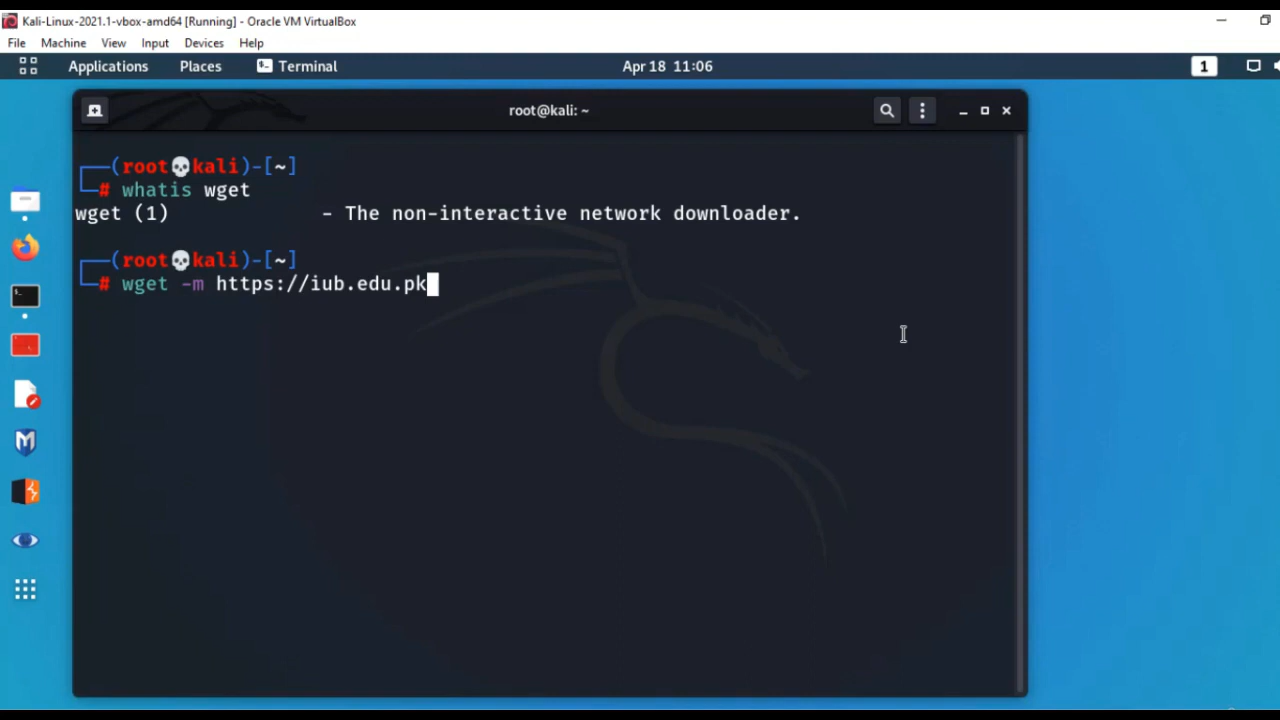 Kali-Linux-2021.1-vbox-amd64 [Running] - Oracle VM VirtualBox
File Machine View Input Devices Help
Applications Places Terminal Apr 18 11:06 1
root@kali: ~
┌──(root💀kali)-[~]
└─# whatis wget
wget (1)             - The non-interactive network downloader.
┌──(root💀kali)-[~]
└─# wget -m https://iub.edu.pk